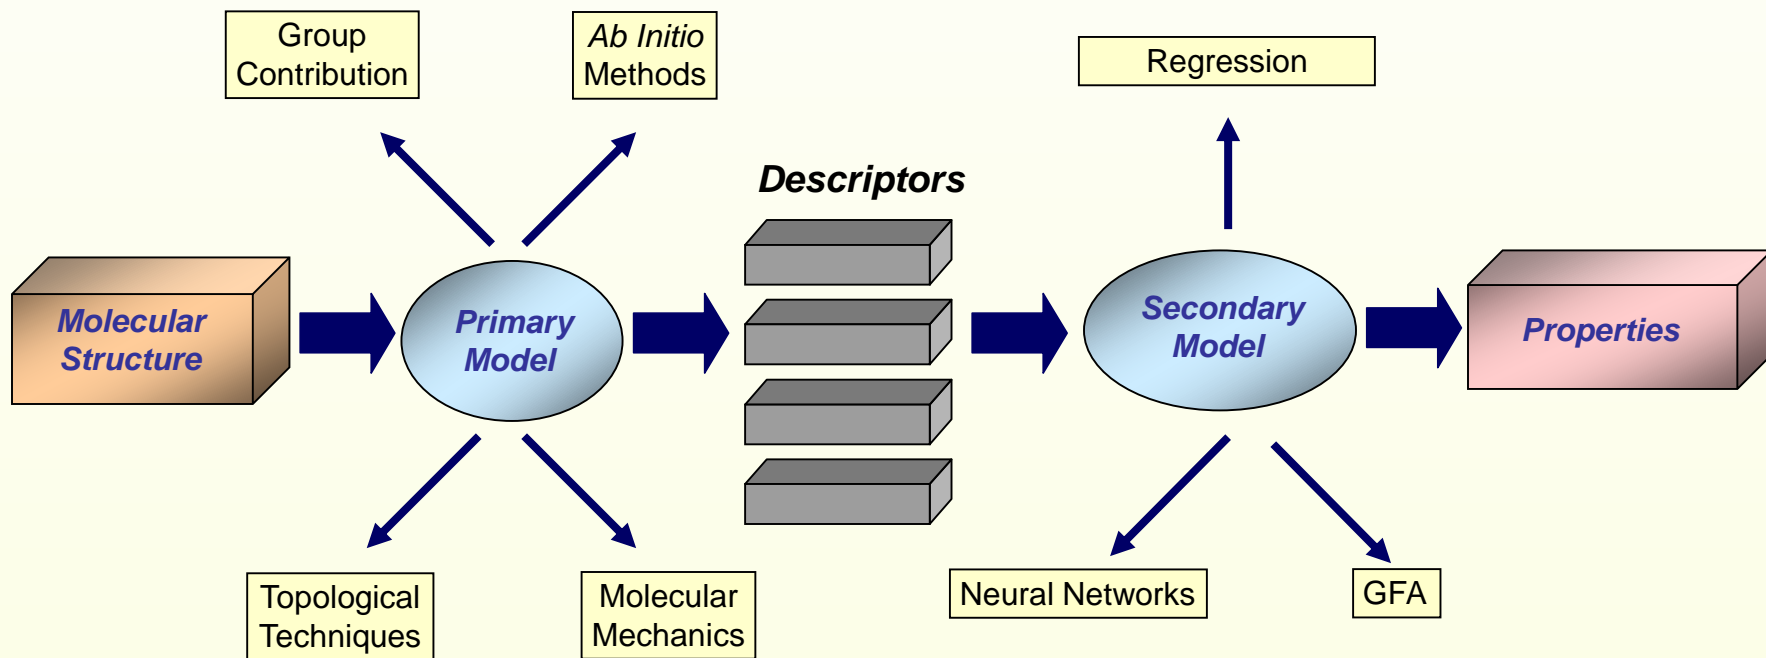 Group
Contribution
Ab Initio
Methods
Regression
Descriptors
Molecular
Structure
Primary
Model
Secondary
Model
Properties
Topological
Techniques
Molecular
Mechanics
Neural Networks
GFA